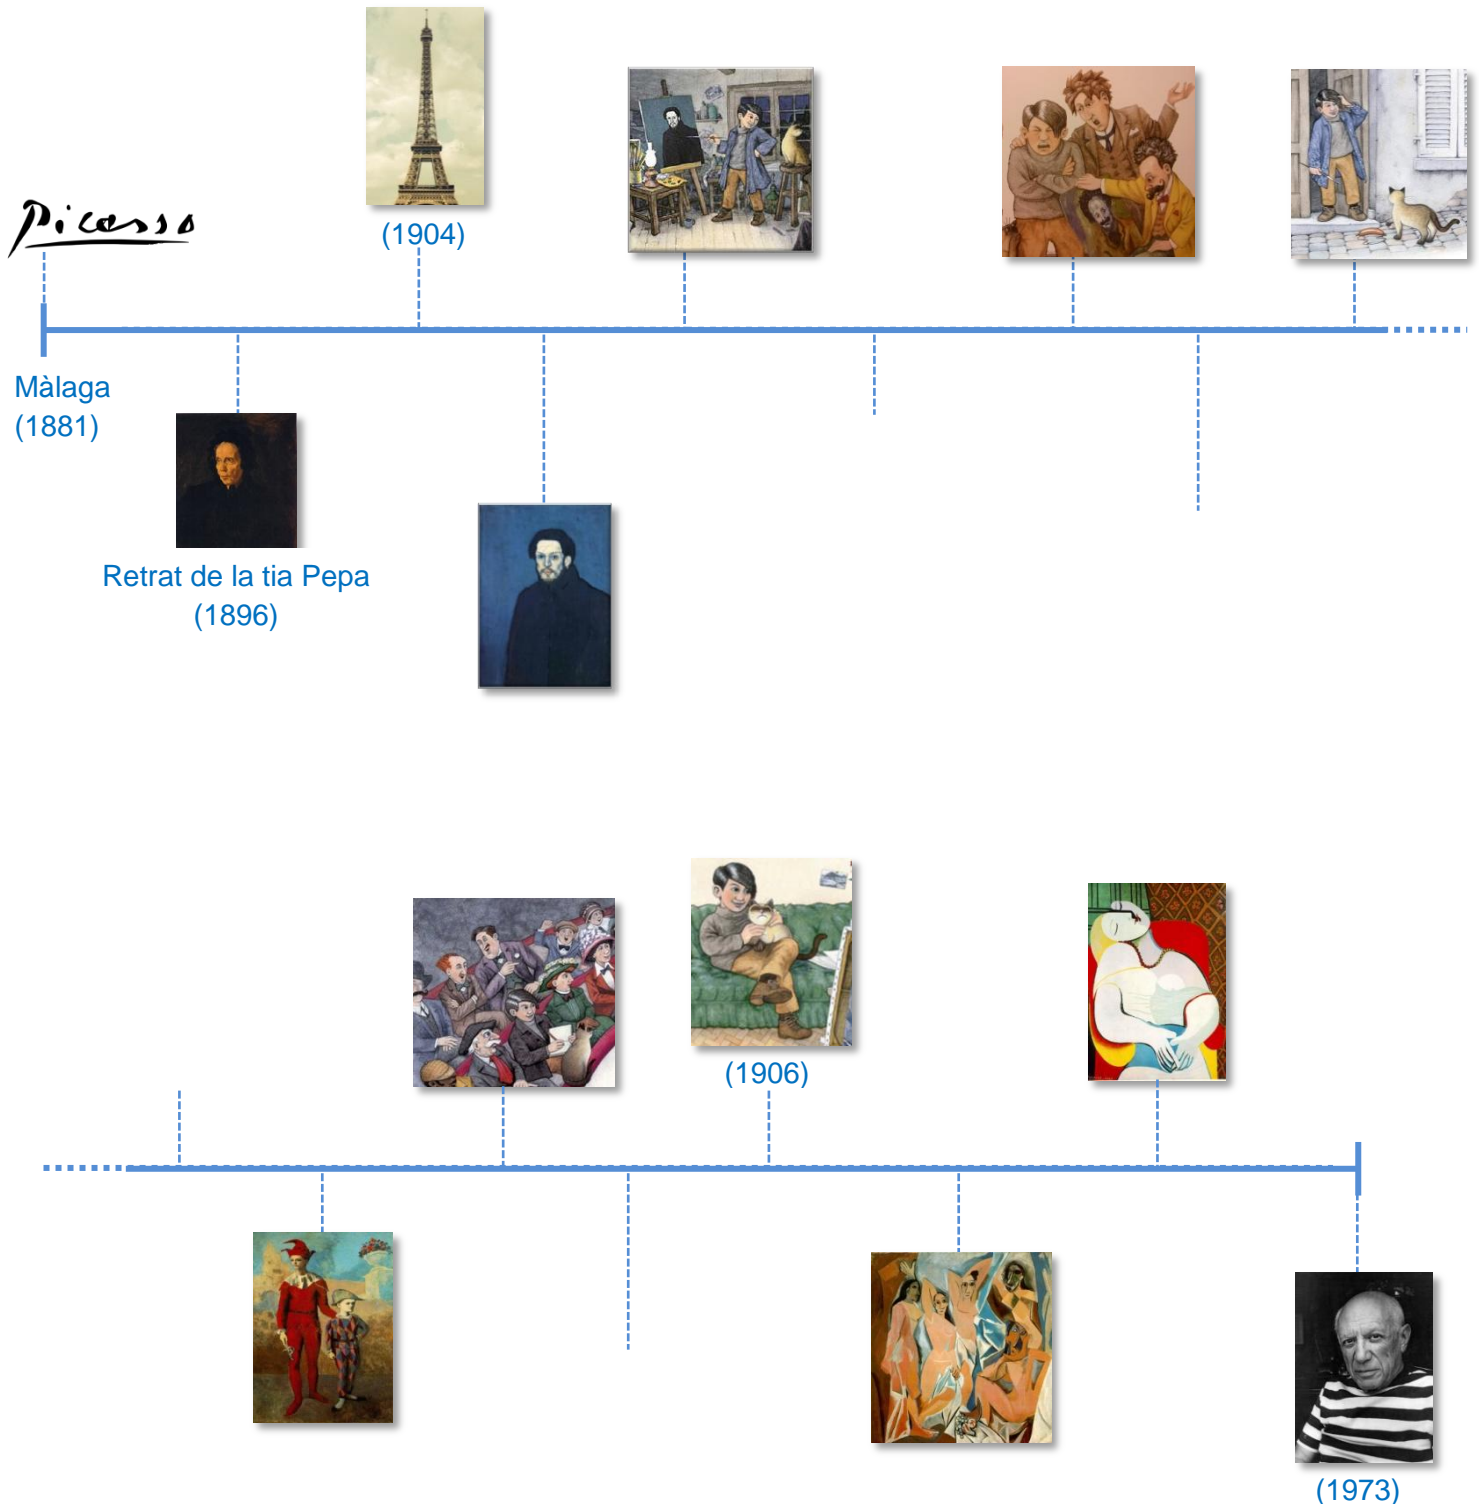 Picasso
(1904)
Màlaga
(1881)
Retrat de la tia Pepa
(1896)
(1906)
(1973)